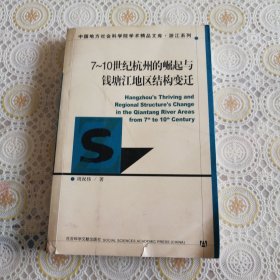 中国地方社会科学院学术精品文库·浙江系列
7~10世纪杭州的崛起与
钱塘江地区结构变迁
Hangzhou's Thriving and
Regional Structure's Change
in the Qiantang River Areas
from 7th to 10th Century
S
周祝伟 · 著
社会科学文献出版社 SOCIAL SCIENCES ACADEMIC PRESS (CHINA)